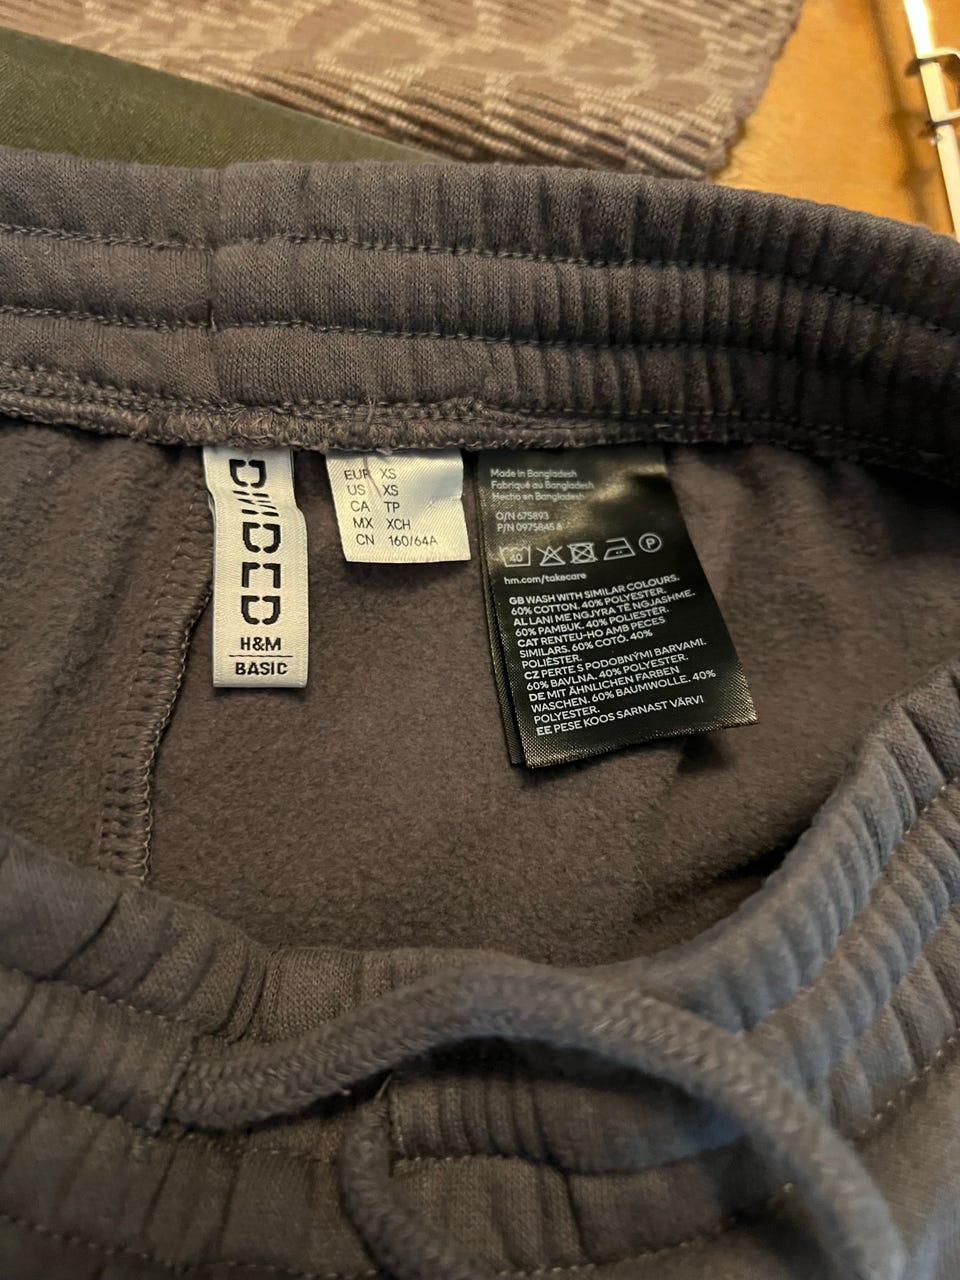 DIVIDED
H&M
BASIC
EUR XS
US XS
CA TP
MX XCH
CN 160/64A
Made in Bangladesh
Fabriqué au Bangladesh
Hecho en Bangladesh
O/N 675893
P/N 0975845 8
40
P
hm.com/takecare
GB WASH WITH SIMILAR COLOURS.
60% COTTON. 40% POLYESTER.
AL LANI ME NGJYRA TË NGJASHME.
60% PAMBUK. 40% POLIESTËR.
CAT RENTEU-HO AMB PECES
SIMILARS. 60% COTÓ. 40%
POLIÈSTER.
CZ PERTE S PODOBNÝMI BARVAMI.
60% BAVLNA. 40% POLYESTER.
DE MIT ÄHNLICHEN FARBEN
WASCHEN. 60% BAUMWOLLE. 40%
POLYESTER.
EE PESE KOOS SARNAST VÄRVI